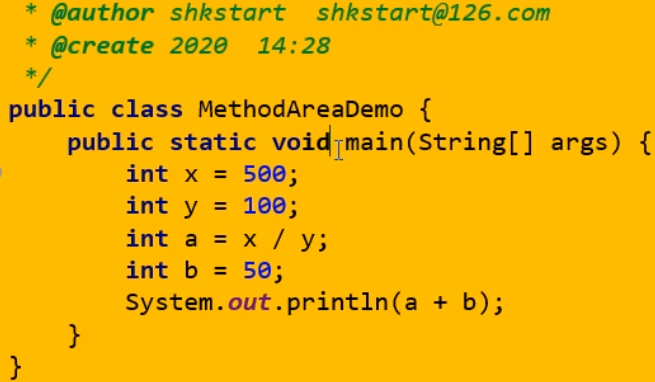 * @author shkstart  shkstart@126.com
* @create 2020  14:28
*/
public class MethodAreaDemo {
    public static void main(String[] args) {
        int x = 500;
        int y = 100;
        int a = x / y;
        int b = 50;
        System.out.println(a + b);
    }
}